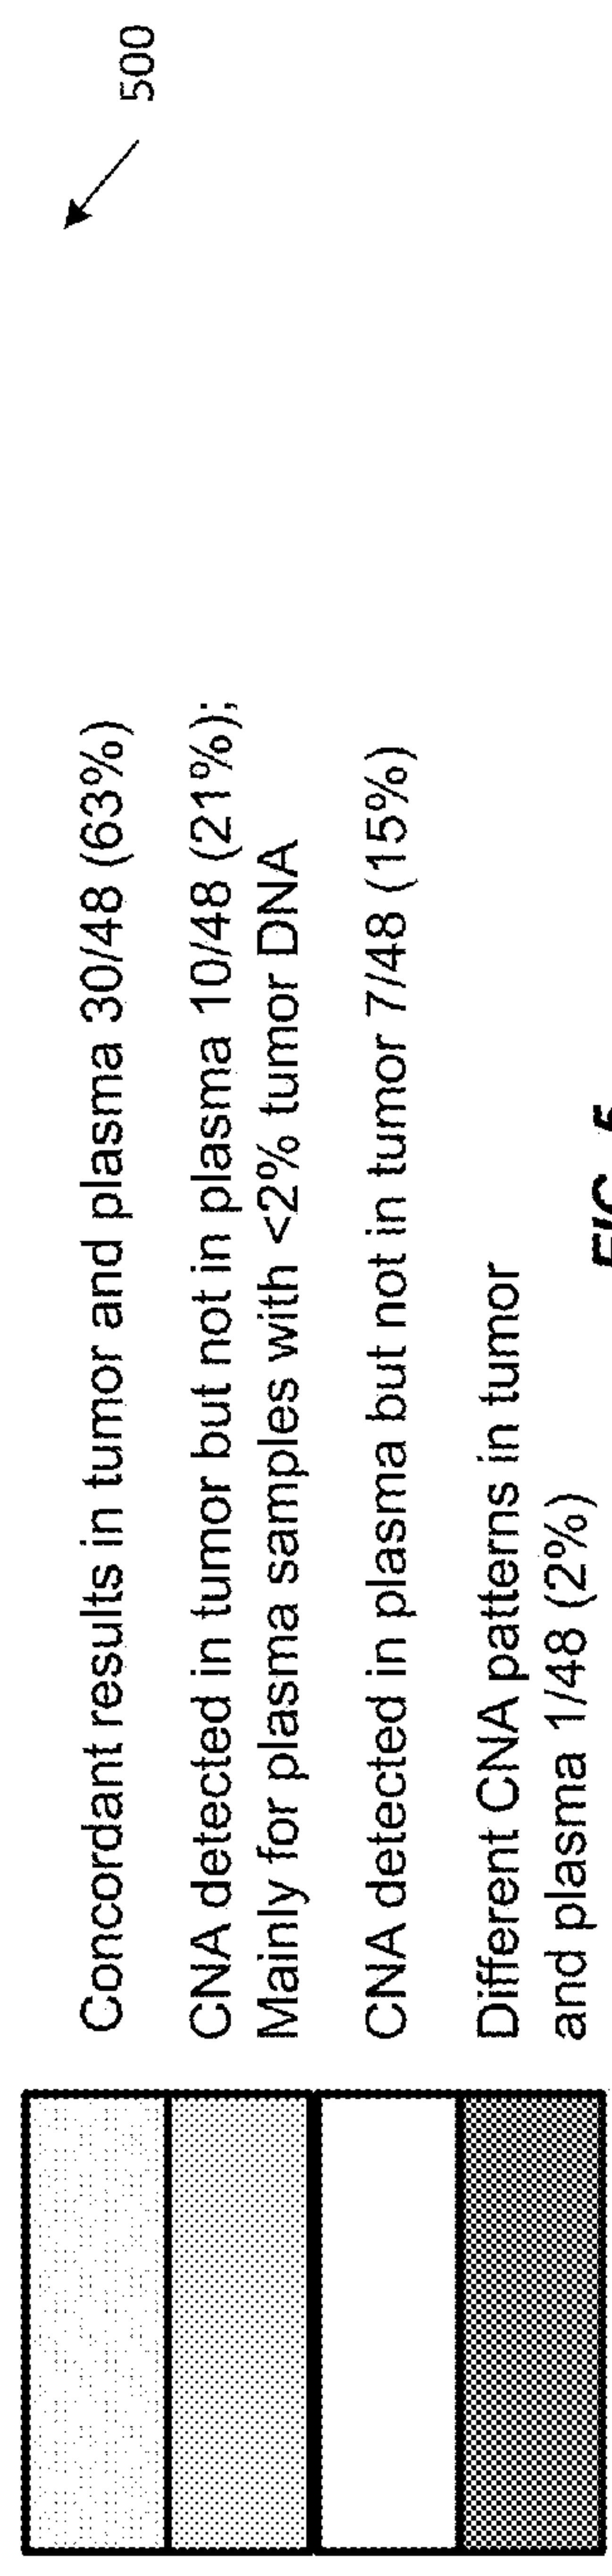 500
Concordant results in tumor and plasma 30/48 (63%)
CNA detected in tumor but not in plasma 10/48 (21%);
Mainly for plasma samples with <2% tumor DNA
CNA detected in plasma but not in tumor 7/48 (15%)
Different CNA patterns in tumor
and plasma 1/48 (2%)